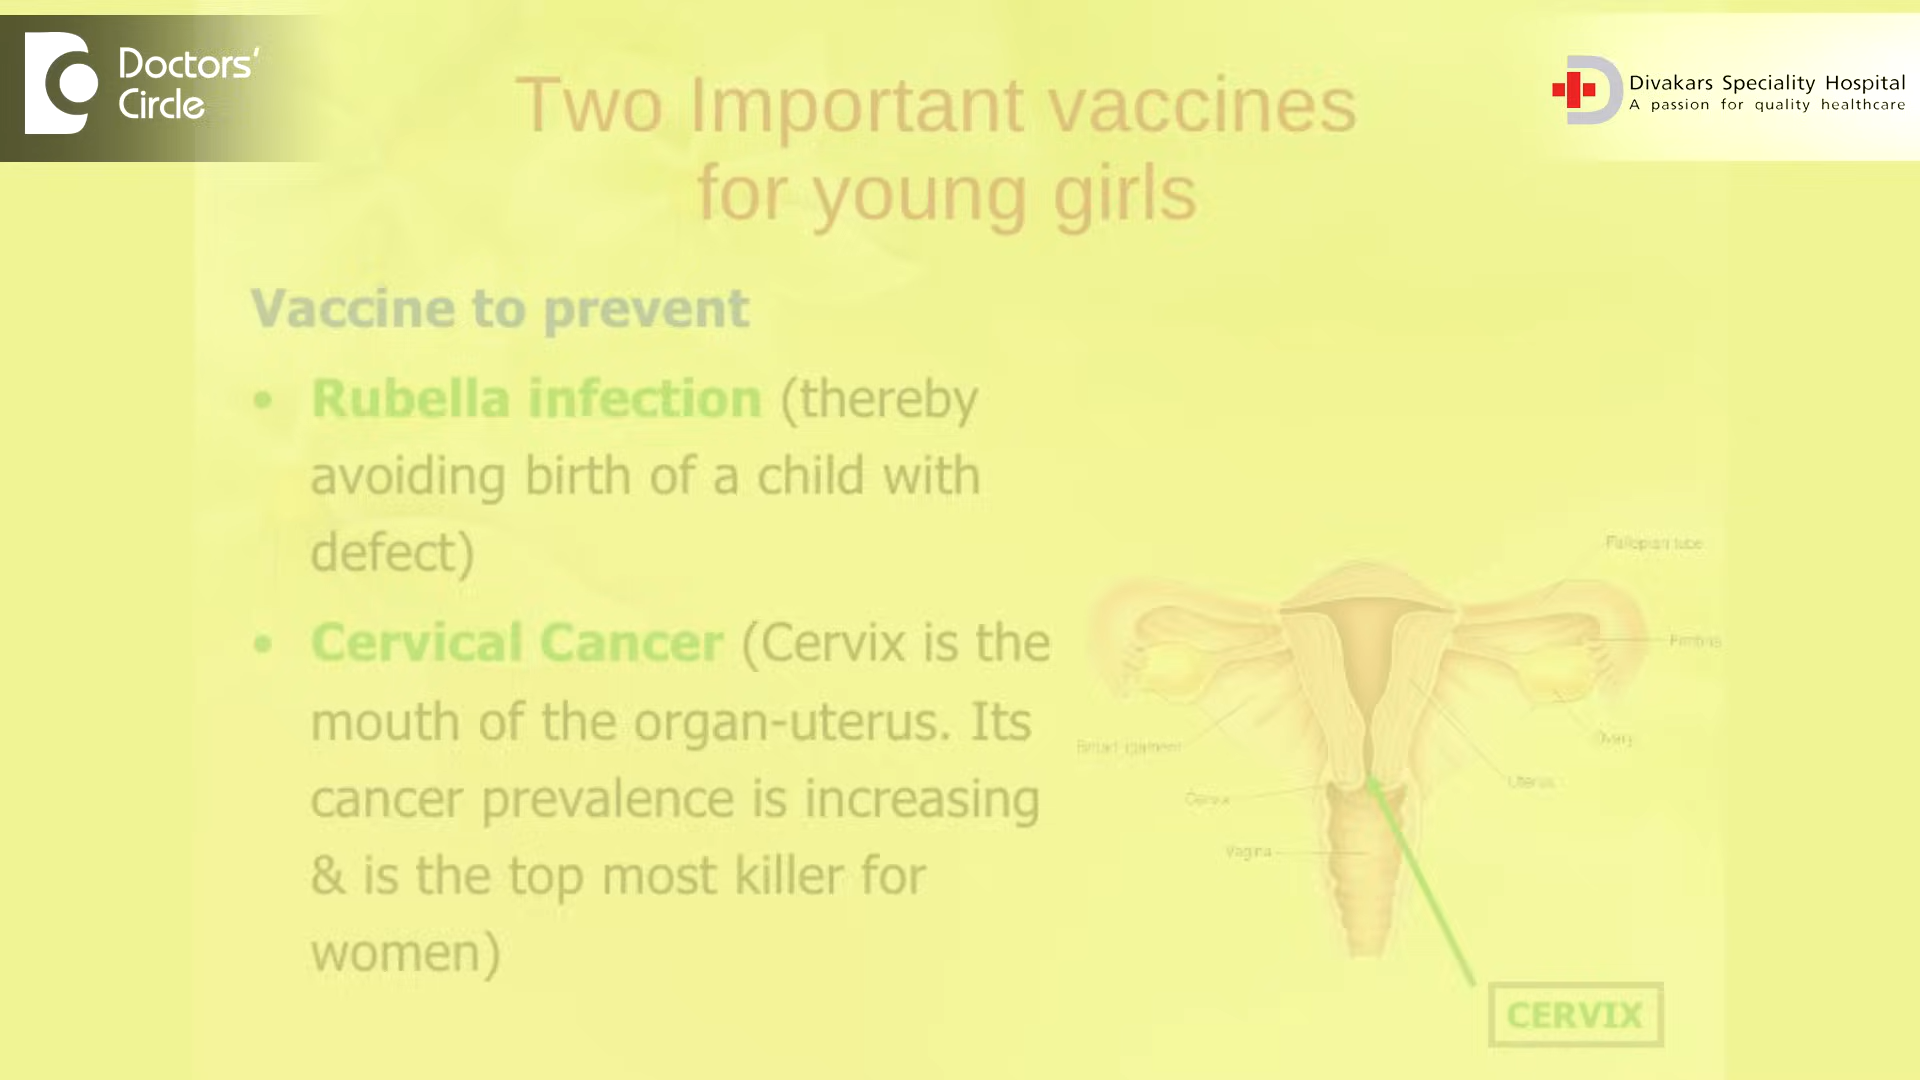 Doctors'
Circle
Divakars Speciality Hospital
A passion for quality healthcare
Two Important vaccines
for young girls
Vaccine to prevent
• Rubella infection (thereby
avoiding birth of a child with
defect)
• Cervical Cancer (Cervix is the
mouth of the organ-uterus. Its
cancer prevalence is increasing
& is the top most killer for
women)
Fallopian tube
Fimbria
Ovary
Broad ligament
Uterus
Cervix
Vagina
CERVIX